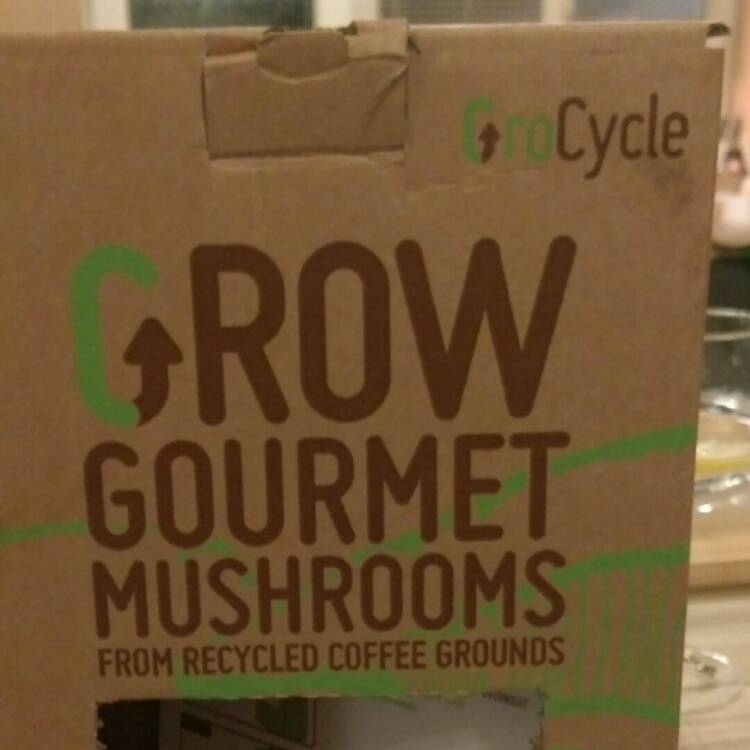 GroCycle
GROW
GOURMET
MUSHROOMS
FROM RECYCLED COFFEE GROUNDS